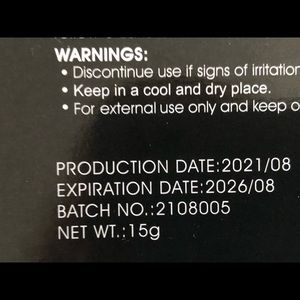 WARNINGS:
• Discontinue use if signs of irritation
• Keep in a cool and dry place.
• For external use only and keep o
PRODUCTION DATE:2021/08
EXPIRATION DATE:2026/08
BATCH NO.:2108005
NET WT.:15g